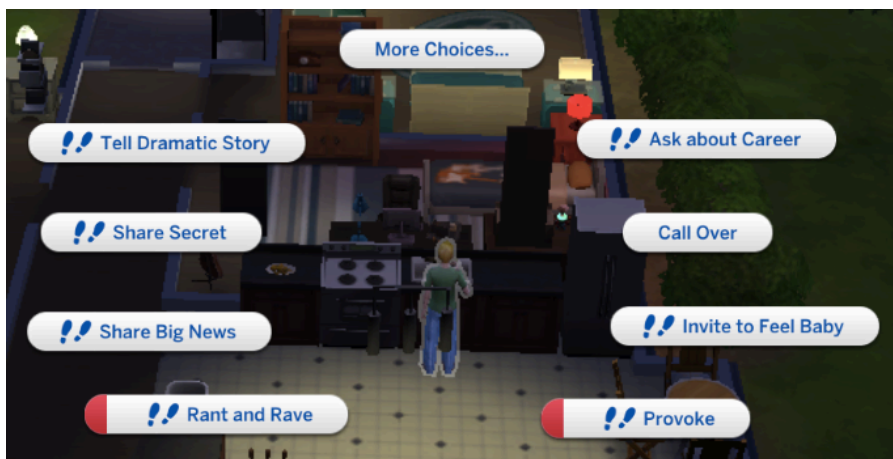 More Choices...
Tell Dramatic Story
Ask about Career
Share Secret
Call Over
Share Big News
Invite to Feel Baby
Rant and Rave
Provoke